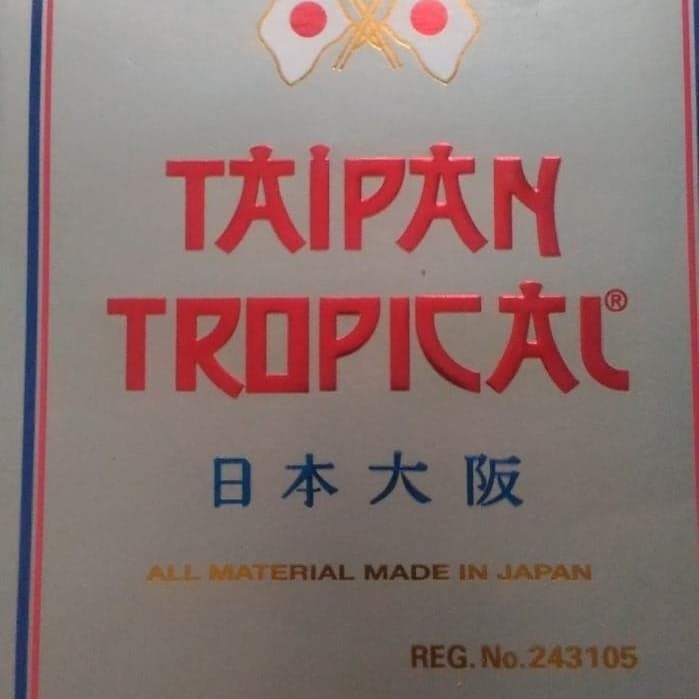 TAIPAN
TROPICAL®
日本大阪
ALL MATERIAL MADE IN JAPAN
REG. No. 243105